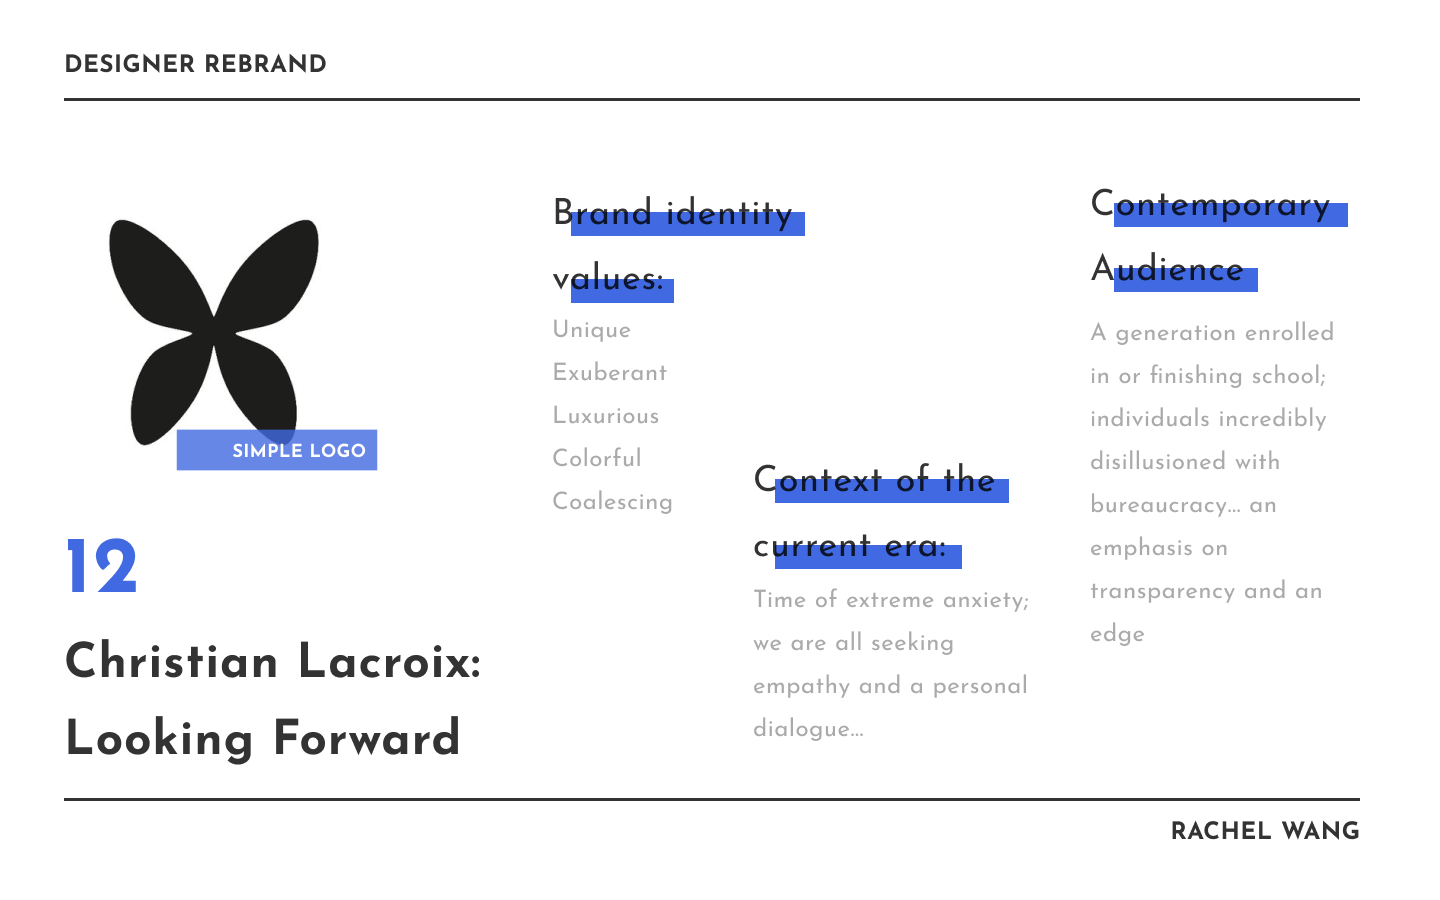 DESIGNER REBRAND
SIMPLE LOGO
12
Christian Lacroix:
Looking Forward
Brand identity
values:
Unique
Exuberant
Luxurious
Colorful
Coalescing
Context of the
current era:
Time of extreme anxiety;
we are all seeking
empathy and a personal
dialogue...
Contemporary
Audience
A generation enrolled
in or finishing school;
individuals incredibly
disillusioned with
bureaucracy... an
emphasis on
transparency and an
edge
RACHEL WANG